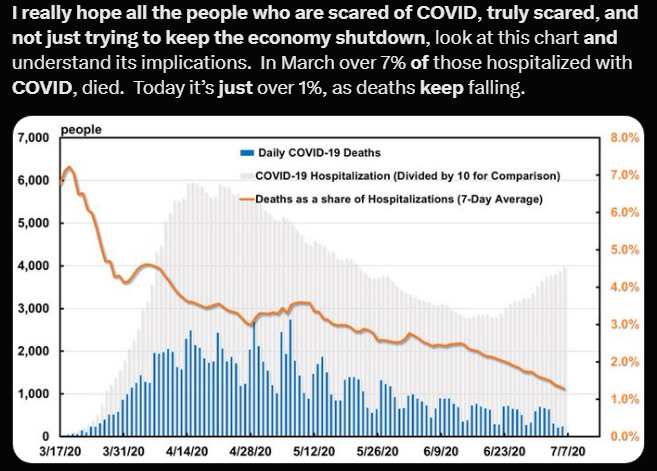 I really hope all the people who are scared of COVID, truly scared, and
not just trying to keep the economy shutdown, look at this chart and
understand its implications. In March over 7% of those hospitalized with
COVID, died. Today it’s just over 1%, as deaths keep falling.
people
7,000
8.0%
Daily COVID-19 Deaths
7.0%
6,000
COVID-19 Hospitalization (Divided by 10 for Comparison)
Deaths as a share of Hospitalizations (7-Day Average)
6.0%
5,000
5.0%
4,000
4.0%
3,000
3.0%
2,000
2.0%
1,000
1.0%
0
0.0%
3/17/20 3/31/20 4/14/20 4/28/20 5/12/20 5/26/20 6/9/20 6/23/20 7/7/20